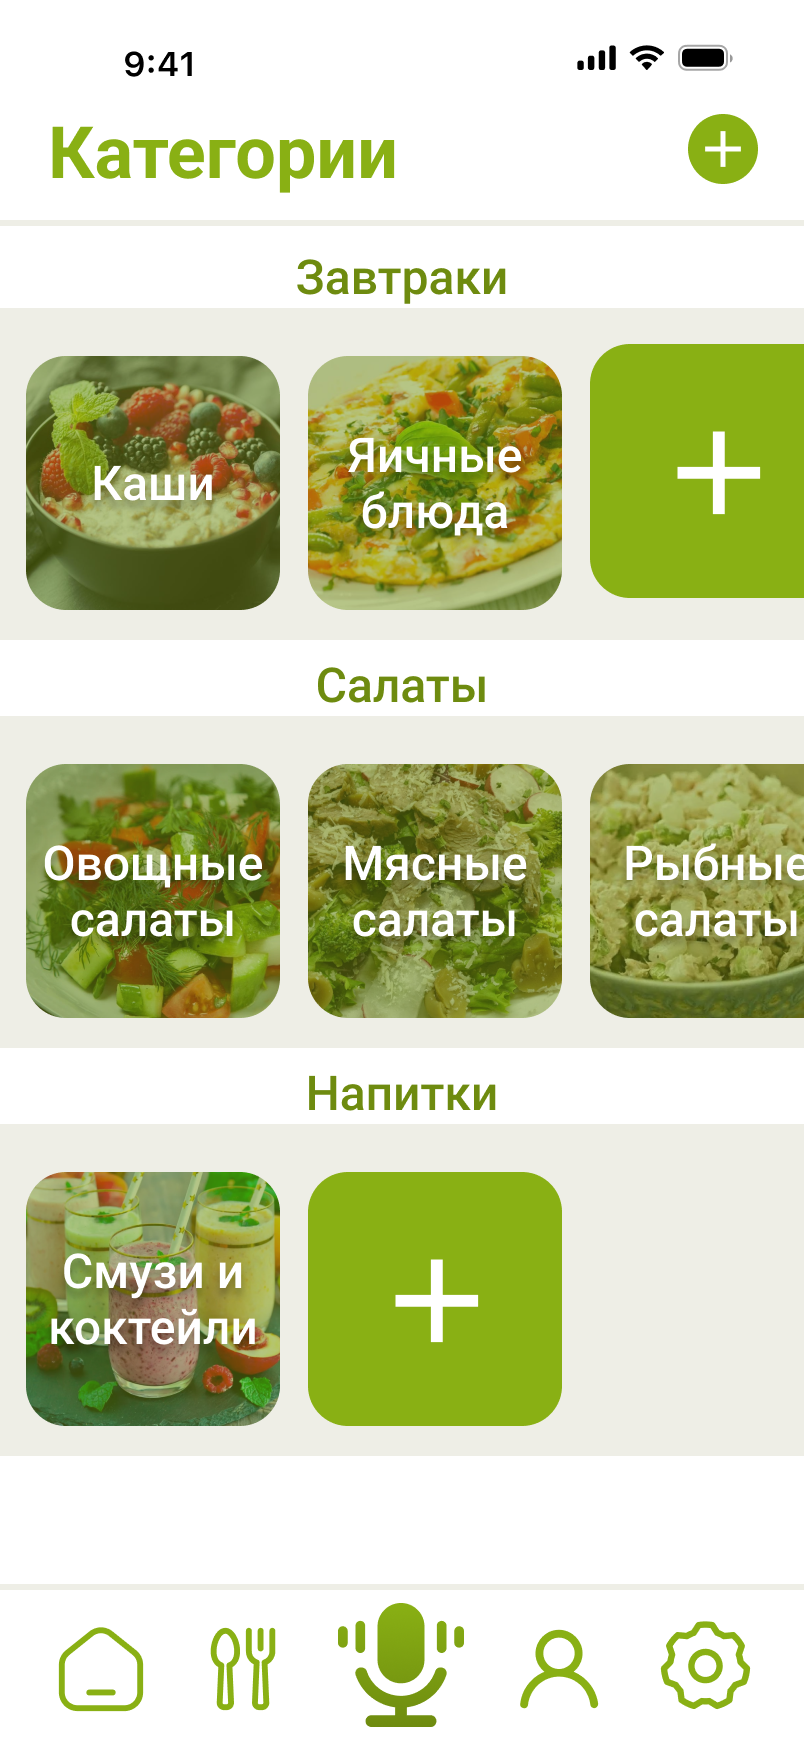 9:41
Категории
Завтраки
Каши
Яичные
блюда
Салаты
Овощные
салаты
Мясные
салаты
Рыбные
салаты
Напитки
Смузи и
коктейли